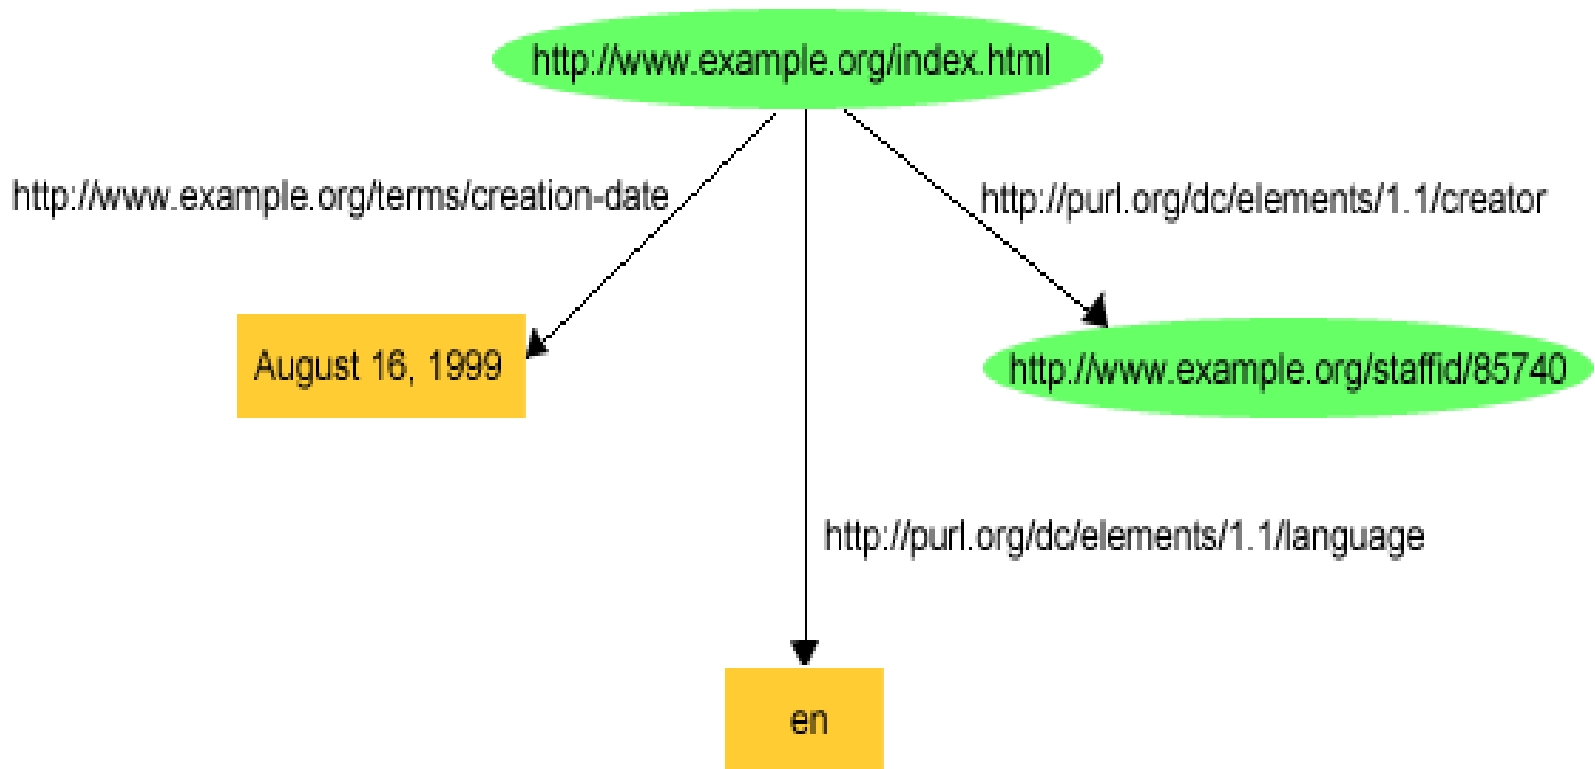 http://www.example.org/index.html
http://www.example.org/terms/creation-date
http://purl.org/dc/elements/1.1/creator
August 16, 1999
http://www.example.org/staffid/85740
http://purl.org/dc/elements/1.1/language
en